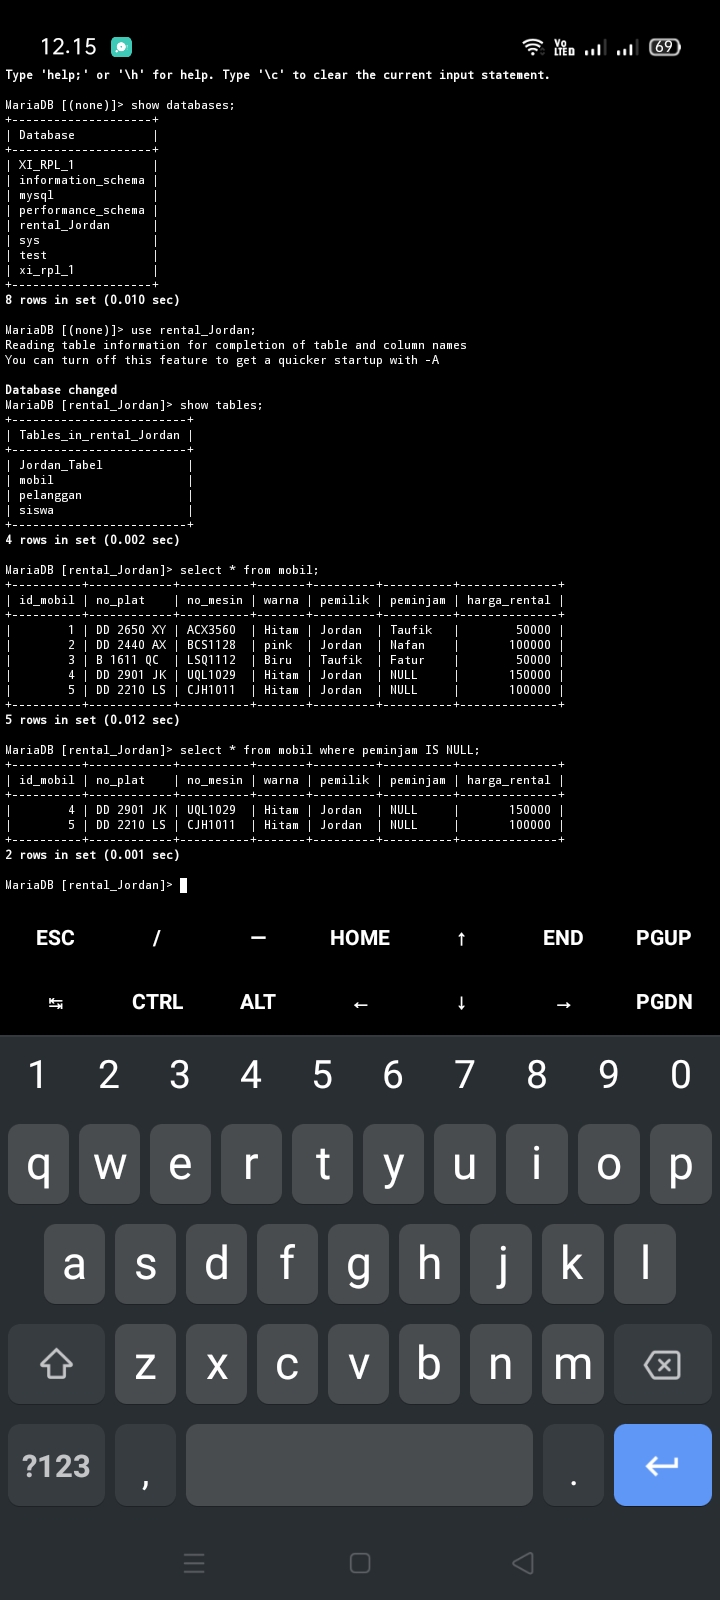 12.15 Vo LTED 69
Type 'help;' or '\h' for help. Type '\c' to clear the current input statement.
MariaDB [(none)]> show databases;
+--------------------+
| Database           |
+--------------------+
| XI_RPL_1           |
| information_schema |
| mysql              |
| performance_schema |
| rental_Jordan      |
| sys                |
| test               |
| xi_rpl_1           |
+--------------------+
8 rows in set (0.010 sec)
MariaDB [(none)]> use rental_Jordan;
Reading table information for completion of table and column names
You can turn off this feature to get a quicker startup with -A
Database changed
MariaDB [rental_Jordan]> show tables;
+-------------------------+
| Tables_in_rental_Jordan |
+-------------------------+
| Jordan_Tabel            |
| mobil                   |
| pelanggan               |
| siswa                   |
+-------------------------+
4 rows in set (0.002 sec)
MariaDB [rental_Jordan]> select * from mobil;
+----------+------------+----------+-------+---------+----------+--------------+
| id_mobil | no_plat    | no_mesin | warna | pemilik | peminjam | harga_rental |
+----------+------------+----------+-------+---------+----------+--------------+
|        1 | DD 2650 XY | ACX3560  | Hitam | Jordan  | Taufik   |        50000 |
|        2 | DD 2440 AX | BCS1128  | pink  | Jordan  | Nafan    |       100000 |
|        3 | B 1611 QC  | LSQ1112  | Biru  | Taufik  | Fatur    |        50000 |
|        4 | DD 2901 JK | UQL1029  | Hitam | Jordan  | NULL     |       150000 |
|        5 | DD 2210 LS | CJH1011  | Hitam | Jordan  | NULL     |       100000 |
+----------+------------+----------+-------+---------+----------+--------------+
5 rows in set (0.012 sec)
MariaDB [rental_Jordan]> select * from mobil where peminjam IS NULL;
+----------+------------+----------+-------+---------+----------+--------------+
| id_mobil | no_plat    | no_mesin | warna | pemilik | peminjam | harga_rental |
+----------+------------+----------+-------+---------+----------+--------------+
|        4 | DD 2901 JK | UQL1029  | Hitam | Jordan  | NULL     |       150000 |
|        5 | DD 2210 LS | CJH1011  | Hitam | Jordan  | NULL     |       100000 |
+----------+------------+----------+-------+---------+----------+--------------+
2 rows in set (0.001 sec)
MariaDB [rental_Jordan]>
ESC / — HOME ↑ END PGUP
↹ CTRL ALT ← ↓ → PGDN
1 2 3 4 5 6 7 8 9 0
q w e r t y u i o p
a s d f g h j k l
z x c v b n m
?123 , .